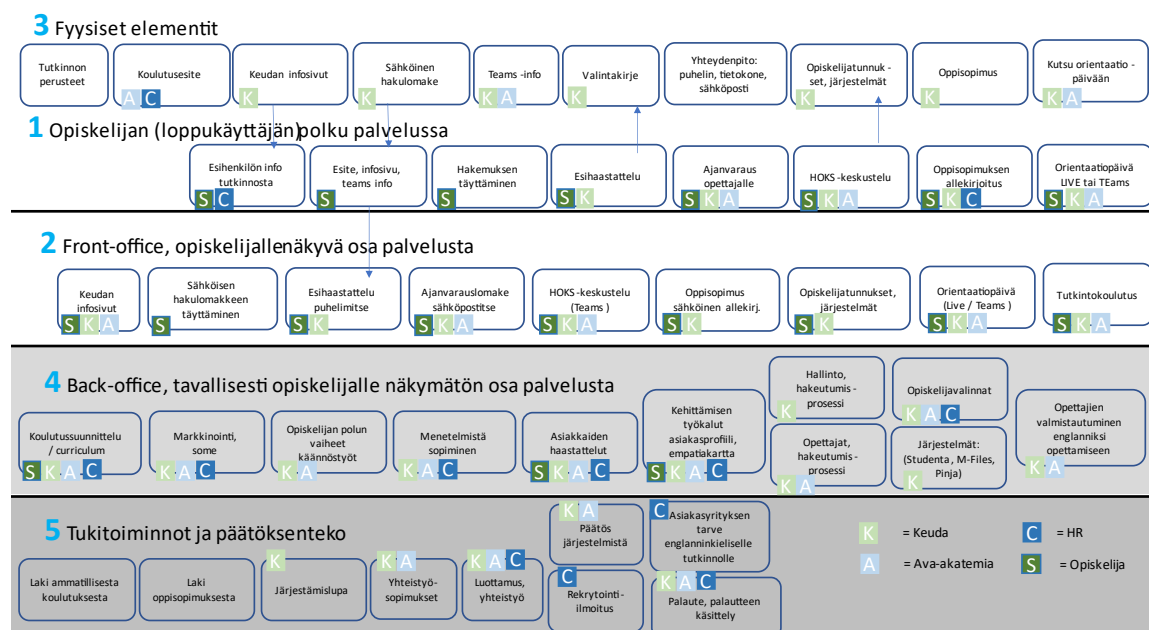 3 Fyysiset elementit
Tutkinnon
perusteet
Koulutusesite
A C
Keudan infosivut
K
Sähköinen
hakulomake
K
Teams -info
K A
Valintakirje
K
Yhteydenpito:
puhelin, tietokone,
sähköposti
Opiskelijatunnuk -
set, järjestelmät
K
Oppisopimus
K
Kutsu orientaatio -
päivään
K A
1 Opiskelijan (loppukäyttäjän)polku palvelussa
Esihenkilön info
tutkinnosta
S C
Esite, infosivu,
teams info
S
Hakemuksen
täyttäminen
S
Esihaastattelu
S K
Ajanvaraus
opettajalle
S K A
HOKS -keskustelu
S K A
Oppisopimuksen
allekirjoitus
S K C
Orientaatiopäivä
LIVE tai TEams
S K A
2 Front-office, opiskelijallenäkyvä osa palvelusta
Keudan
infosivut
S K A
Sähköisen
hakulomakkeen
täyttäminen
S
Esihaastattelu
puhelimitse
S K
Ajanvarauslomake
sähköpostitse
S K A
HOKS -keskustelu
(Teams )
S K A
Oppisopimus
sähköinen allekirj.
S K
Opiskelijatunnukset,
järjestelmät
S K
Orientaatiopäivä
(Live / Teams )
S K A
Tutkintokoulutus
S K A
4 Back-office, tavallisesti opiskelijalle näkymätön osa palvelusta
Koulutussuunnittelu
/ curriculum
S K A C
Markkinointi,
some
K A C
Opiskelijan polun
vaiheet
käännöstyöt
K A
Menetelmistä
sopiminen
K A C
Asiakkaiden
haastattelut
S K A C
Kehittämisen
työkalut
asiakasprofiili,
empatiakartta
S K A C
Hallinto,
hakeutumis -
prosessi
K
Opettajat,
hakeutumis -
prosessi
K A
Opiskelijavalinnat
K A C
Järjestelmät:
(Studenta, M-Files,
Pinja)
K
Opettajien
valmistautuminen
englanniksi
opettamiseen
K A
5 Tukitoiminnot ja päätöksenteko
Laki ammatillisesta
koulutuksesta
Laki
oppisopimuksesta
K
Järjestämislupa
K A
Yhteistyö-
sopimukset
K A C
Luottamus,
yhteistyö
K A
Päätös
järjestelmistä
C
Rekrytointi-
ilmoitus
C
Asiakasyrityksen
tarve
englanninkieliselle
tutkinnolle
K A C
Palaute, palautteen
käsittely
K = Keuda
C = HR
A = Ava-akatemia
S = Opiskelija